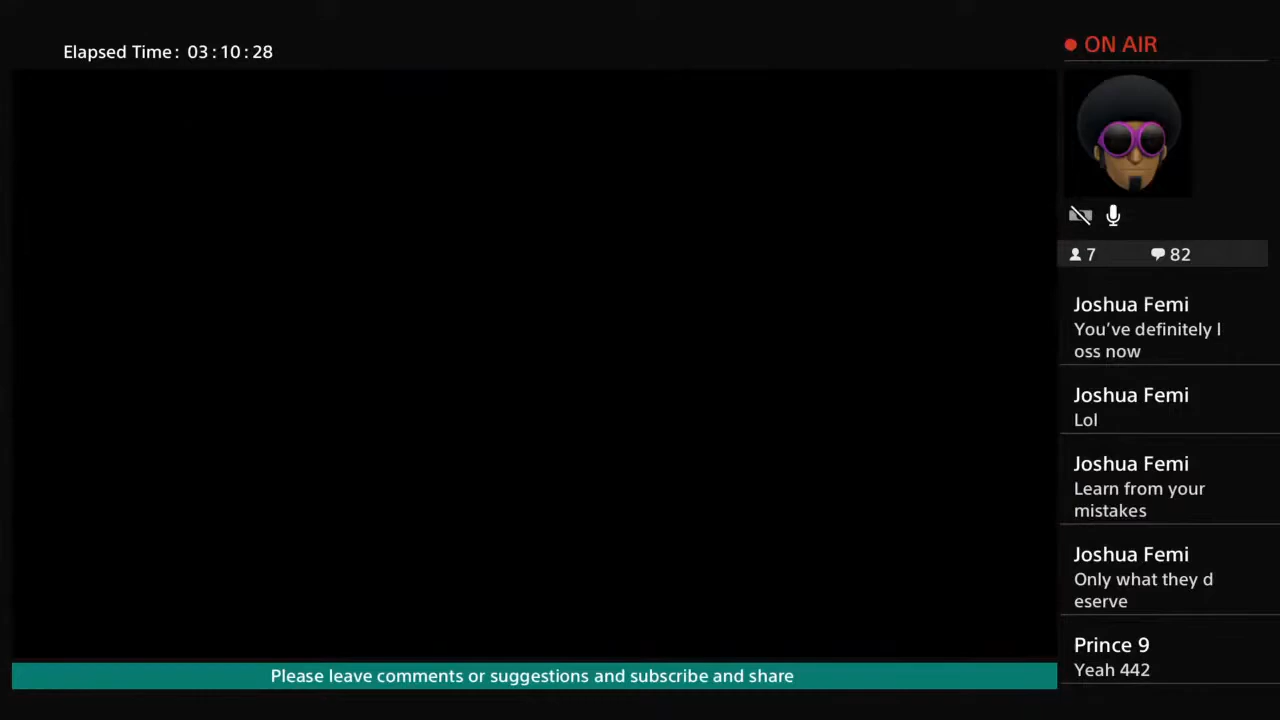 Elapsed Time: 03:10:28
ON AIR
7 82
Joshua Femi
You've definitely l
oss now
Joshua Femi
Lol
Joshua Femi
Learn from your
mistakes
Joshua Femi
Only what they d
eserve
Prince 9
Yeah 442
Please leave comments or suggestions and subscribe and share